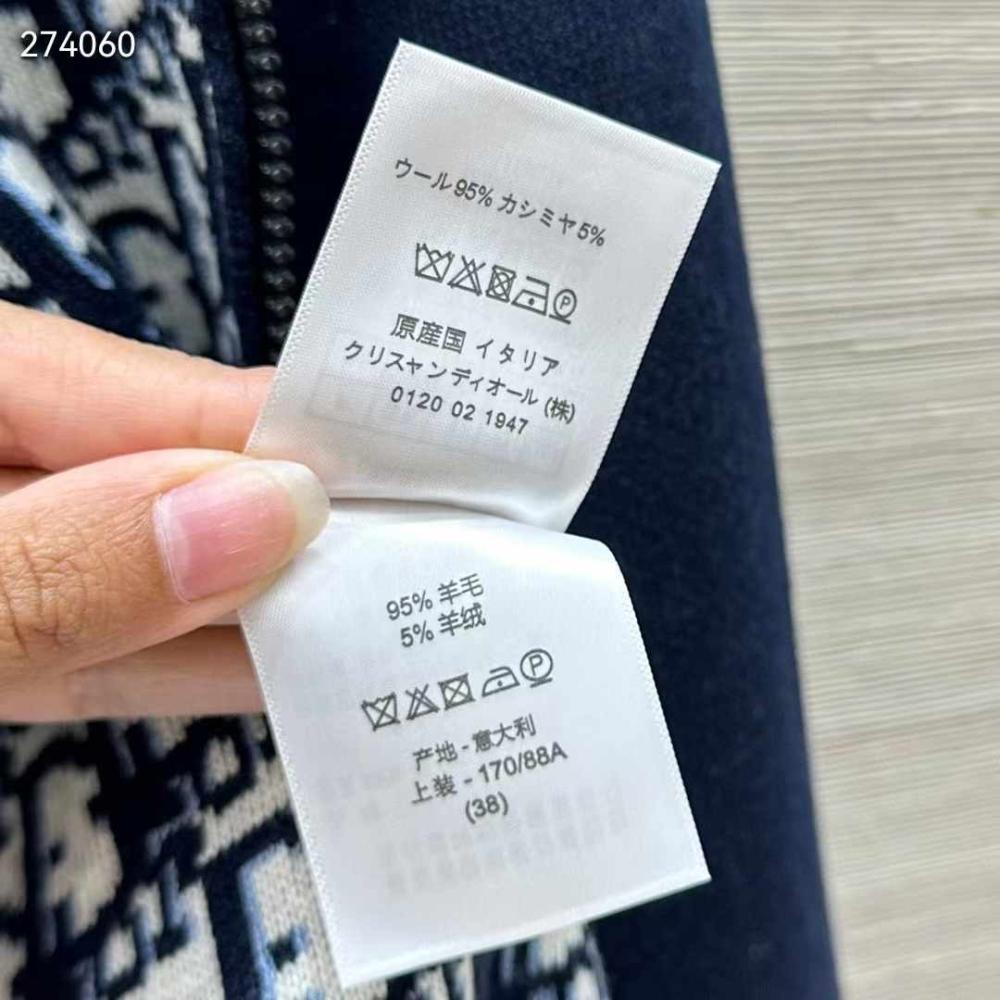 274060
ウール95% カシミヤ5%
P
原産国 イタリア
クリスャンディオール (株)
0120 02 1947
95% 羊毛
5% 羊绒
P
产地 - 意大利
上装 - 170/88A
(38)